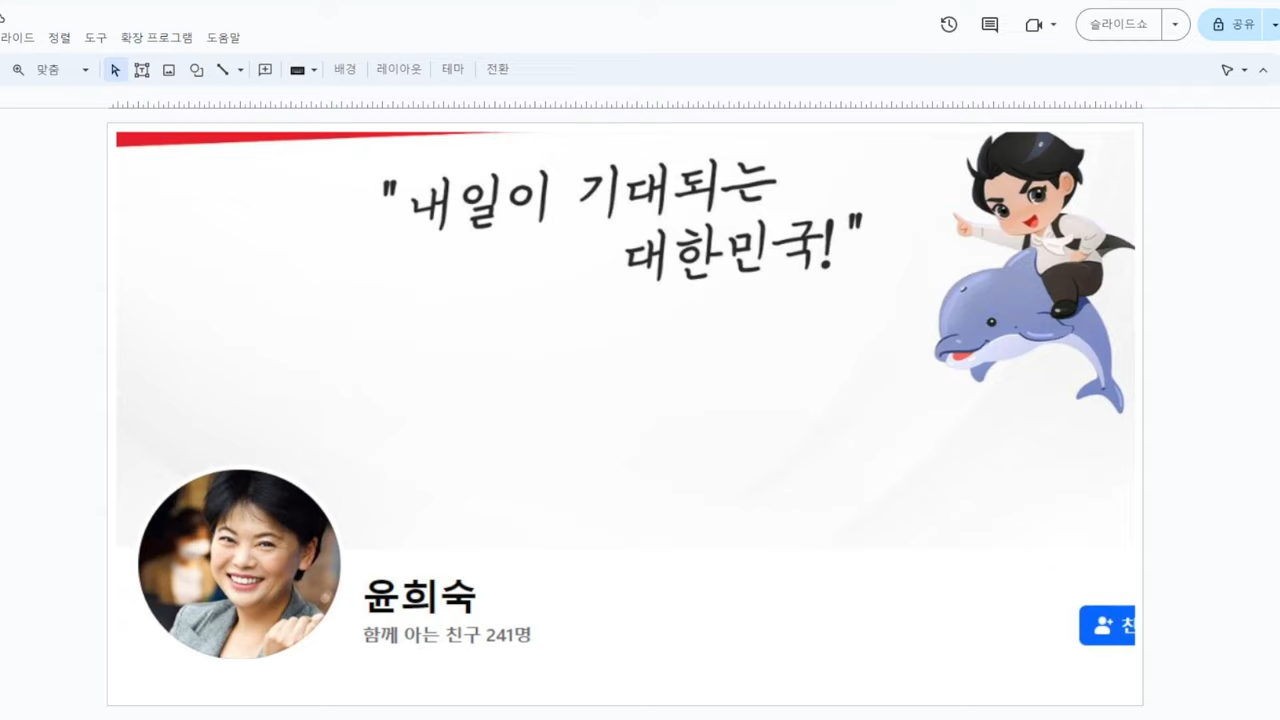 라이드 정렬 도구 확장 프로그램 도움말
슬라이드쇼
공유
맞춤
배경 레이아웃 테마 전환
"내일이 기대되는
대한민국!"
윤희숙
함께 아는 친구 241명
친